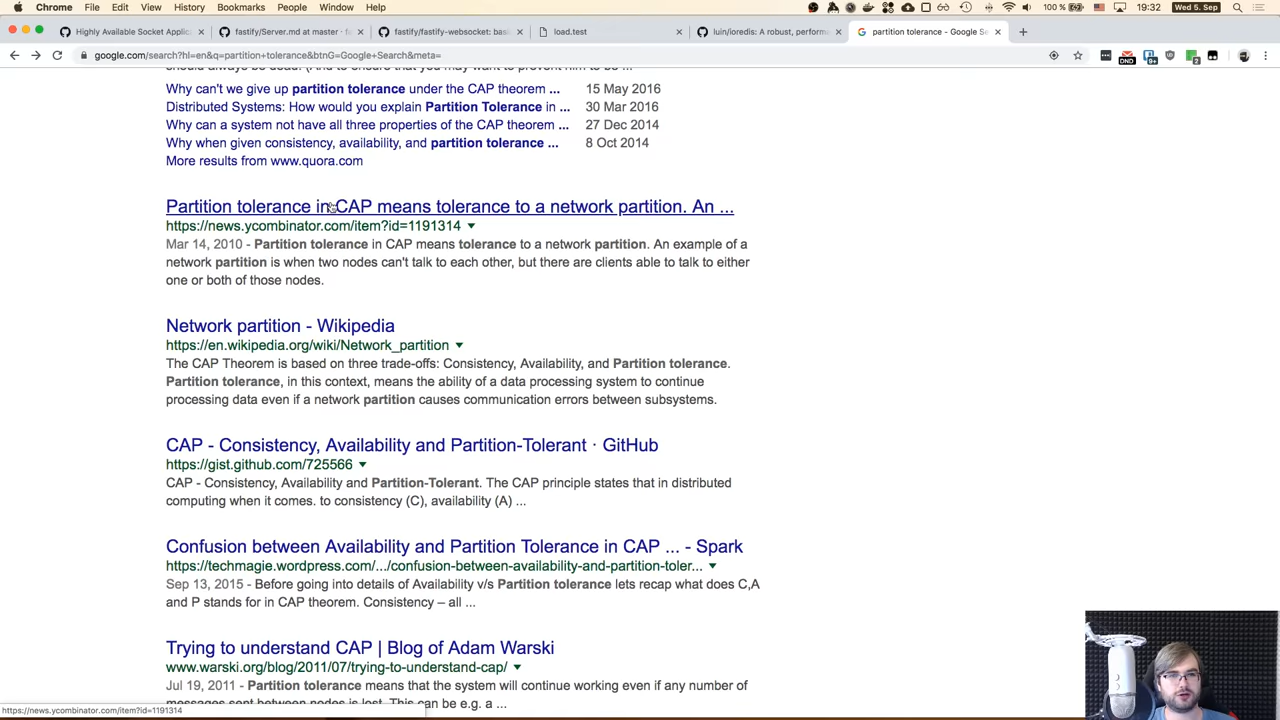 Chrome File Edit View History Bookmarks People Window Help 100 % Wed 5. Sep 19:32
Highly Available Socket Applic
fastify/Server.md at master · f
fastify/fastify-websocket: bas
load.test
luin/ioredis: A robust, perform
partition tolerance - Google Se
google.com/search?hl=en&q=partition+tolerance&btnG=Google+Search&meta=
DND 9+ 2
should always be dead. (And to ensure that you may want to prevent him to be ...
Why can't we give up partition tolerance under the CAP theorem ... 15 May 2016
Distributed Systems: How would you explain Partition Tolerance in ... 30 Mar 2016
Why can a system not have all three properties of the CAP theorem ... 27 Dec 2014
Why when given consistency, availability, and partition tolerance ... 8 Oct 2014
More results from www.quora.com
Partition tolerance in CAP means tolerance to a network partition. An ...
https://news.ycombinator.com/item?id=1191314
Mar 14, 2010 - Partition tolerance in CAP means tolerance to a network partition. An example of a
network partition is when two nodes can't talk to each other, but there are clients able to talk to either
one or both of those nodes.
Network partition - Wikipedia
https://en.wikipedia.org/wiki/Network_partition
The CAP Theorem is based on three trade-offs: Consistency, Availability, and Partition tolerance.
Partition tolerance, in this context, means the ability of a data processing system to continue
processing data even if a network partition causes communication errors between subsystems.
CAP - Consistency, Availability and Partition-Tolerant · GitHub
https://gist.github.com/725566
CAP - Consistency, Availability and Partition-Tolerant. The CAP principle states that in distributed
computing when it comes. to consistency (C), availability (A) ...
Confusion between Availability and Partition Tolerance in CAP ... - Spark
https://techmagie.wordpress.com/.../confusion-between-availability-and-partition-toler...
Sep 13, 2015 - Before going into details of Availability v/s Partition tolerance lets recap what does C,A
and P stands for in CAP theorem. Consistency – all ...
Trying to understand CAP | Blog of Adam Warski
www.warski.org/blog/2011/07/trying-to-understand-cap/
Jul 19, 2011 - Partition tolerance means that the system will continue working even if any number of
messages sent between nodes is lost. This can be e.g. a ...
https://news.ycombinator.com/item?id=1191314